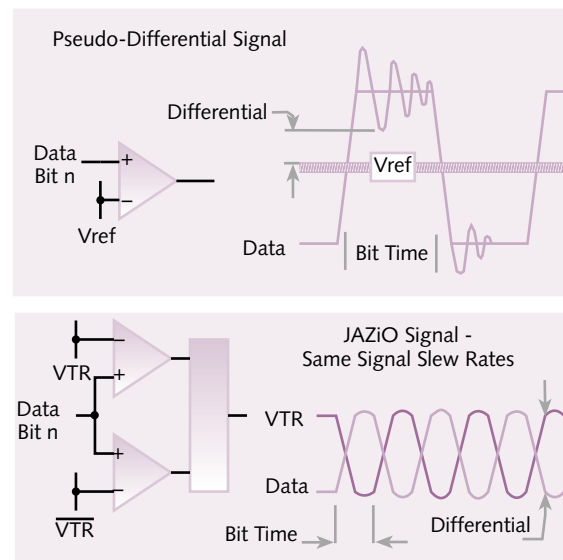 Pseudo-Differential Signal
Differential
Data
Bit n
+
−
Vref
Vref
Data
Bit Time
JAZiO Signal -
Same Signal Slew Rates
−
VTR
+
Data
Bit n
+
−
V̅T̅R̅
VTR
Data
Bit Time
Differential